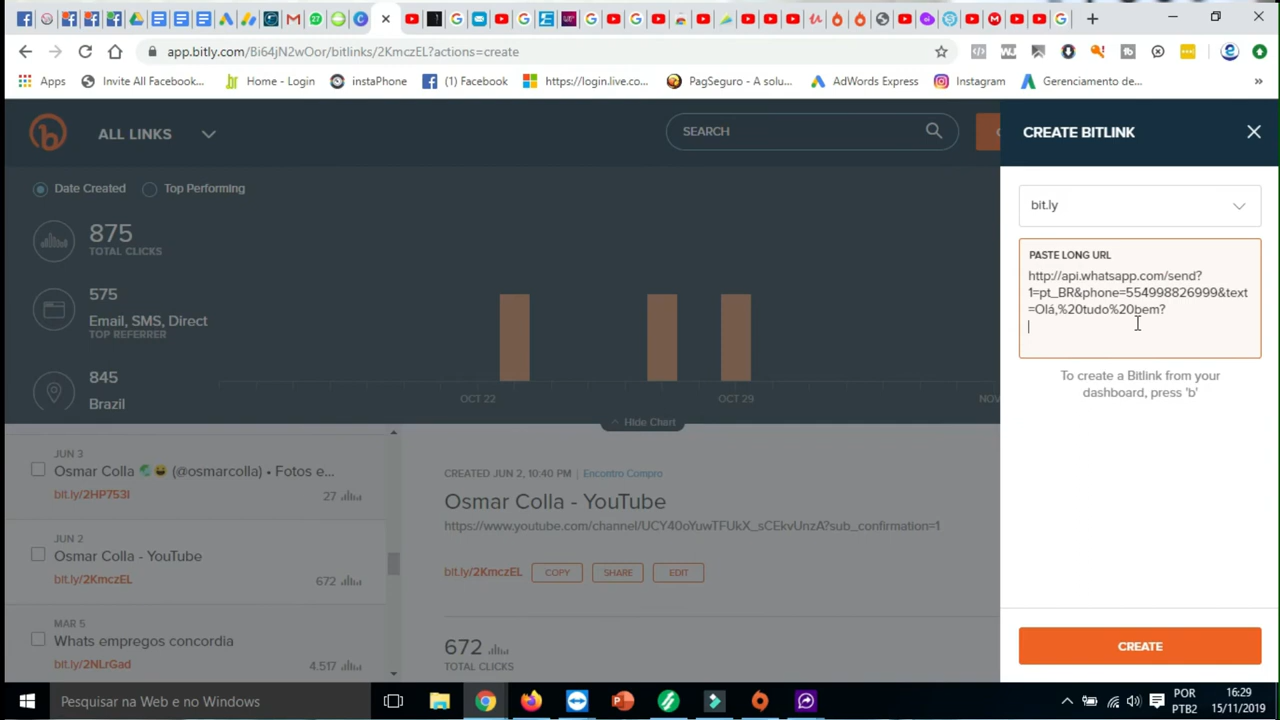 app.bitly.com/Bi64jN2wOor/bitlinks/2KmczEL?actions=create
Apps
Invite All Facebook...
Home - Login
instaPhone
(1) Facebook
https://login.live.co...
PagSeguro - A solu...
AdWords Express
Instagram
Gerenciamento de...
»
ALL LINKS
SEARCH
CREATE BITLINK
Date Created
Top Performing
bit.ly
875
TOTAL CLICKS
575
Email, SMS, Direct
TOP REFERRER
845
Brazil
OCT 22
OCT 29
NOV
Hide Chart
PASTE LONG URL
http://api.whatsapp.com/send?
1=pt_BR&phone=554998826999&text
=Olá,%20tudo%20bem?
To create a Bitlink from your
dashboard, press 'b'
JUN 3
Osmar Colla 🌏😄 (@osmarcolla) • Fotos e...
bit.ly/2HP753I
27
JUN 2
Osmar Colla - YouTube
bit.ly/2KmczEL
672
MAR 5
Whats empregos concordia
bit.ly/2NLrGad
4.517
CREATED JUN 2, 10:40 PM | Encontro Compro
Osmar Colla - YouTube
https://www.youtube.com/channel/UCY40oYuwTFUkX_sCEkvUnzA?sub_confirmation=1
bit.ly/2KmczEL
COPY
SHARE
EDIT
672
TOTAL CLICKS
CREATE
Pesquisar na Web e no Windows
POR
PTB2
16:29
15/11/2019